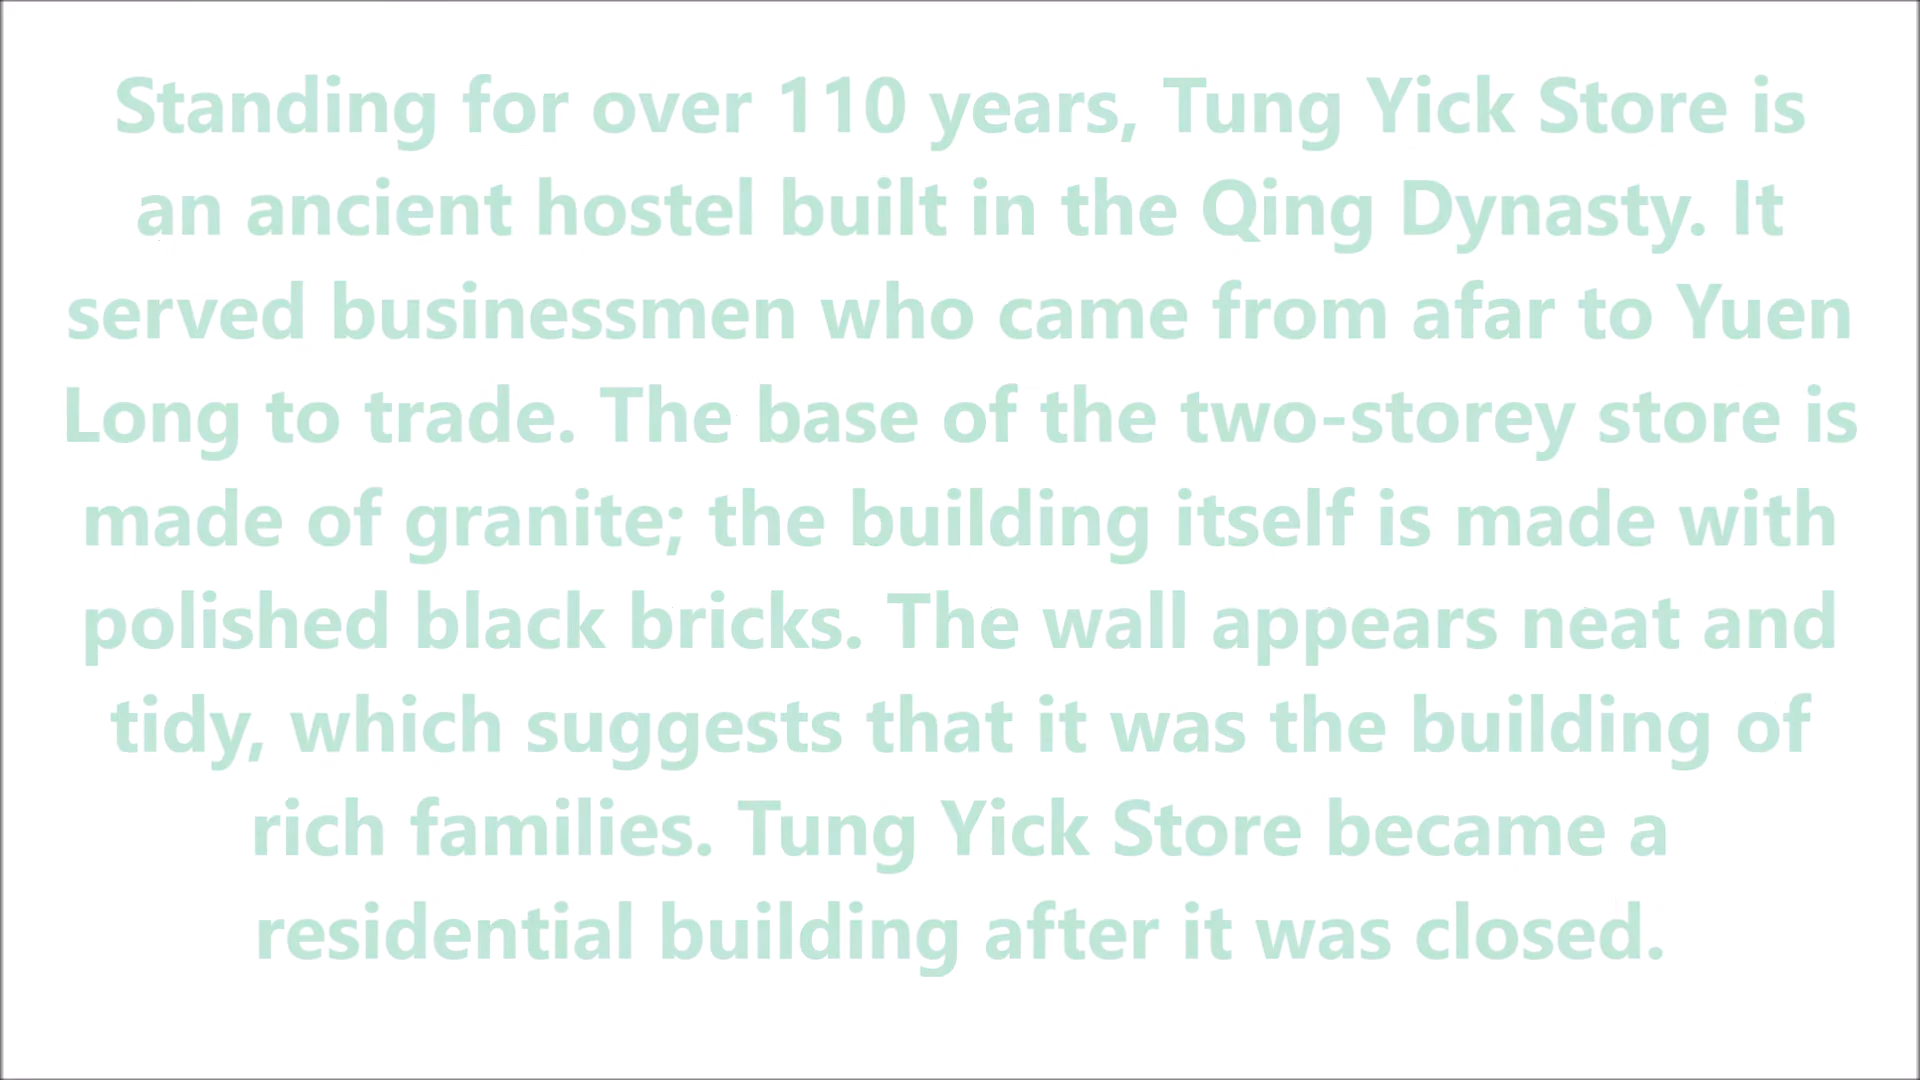 Standing for over 110 years, Tung Yick Store is
an ancient hostel built in the Qing Dynasty. It
served businessmen who came from afar to Yuen
Long to trade. The base of the two-storey store is
made of granite; the building itself is made with
polished black bricks. The wall appears neat and
tidy, which suggests that it was the building of
rich families. Tung Yick Store became a
residential building after it was closed.